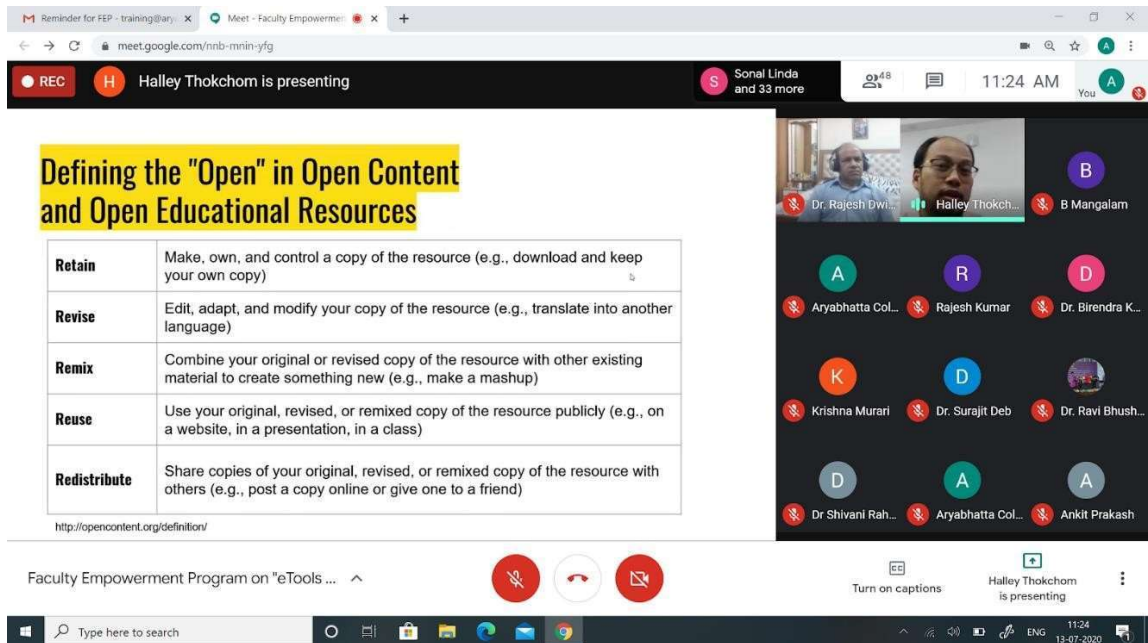 Reminder for FEP - training@ary
Meet - Faculty Empowermen
meet.google.com/nnb-mnin-yfg
REC
H
Halley Thokchom is presenting
S
Sonal Linda
and 33 more
48
11:24 AM
You
A
Defining the "Open" in Open Content
and Open Educational Resources
Retain
Make, own, and control a copy of the resource (e.g., download and keep
your own copy)
Revise
Edit, adapt, and modify your copy of the resource (e.g., translate into another
language)
Remix
Combine your original or revised copy of the resource with other existing
material to create something new (e.g., make a mashup)
Reuse
Use your original, revised, or remixed copy of the resource publicly (e.g., on
a website, in a presentation, in a class)
Redistribute
Share copies of your original, revised, or remixed copy of the resource with
others (e.g., post a copy online or give one to a friend)
http://opencontent.org/definition/
Dr. Rajesh Dwi...
Halley Thokch...
B
B Mangalam
A
Aryabhatta Col...
R
Rajesh Kumar
D
Dr. Birendra K...
K
Krishna Murari
D
Dr. Surajit Deb
Dr. Ravi Bhush...
D
Dr Shivani Rah...
A
Aryabhatta Col...
A
Ankit Prakash
Faculty Empowerment Program on "eTools ...
CC
Turn on captions
Halley Thokchom
is presenting
Type here to search
ENG
11:24
13-07-2020